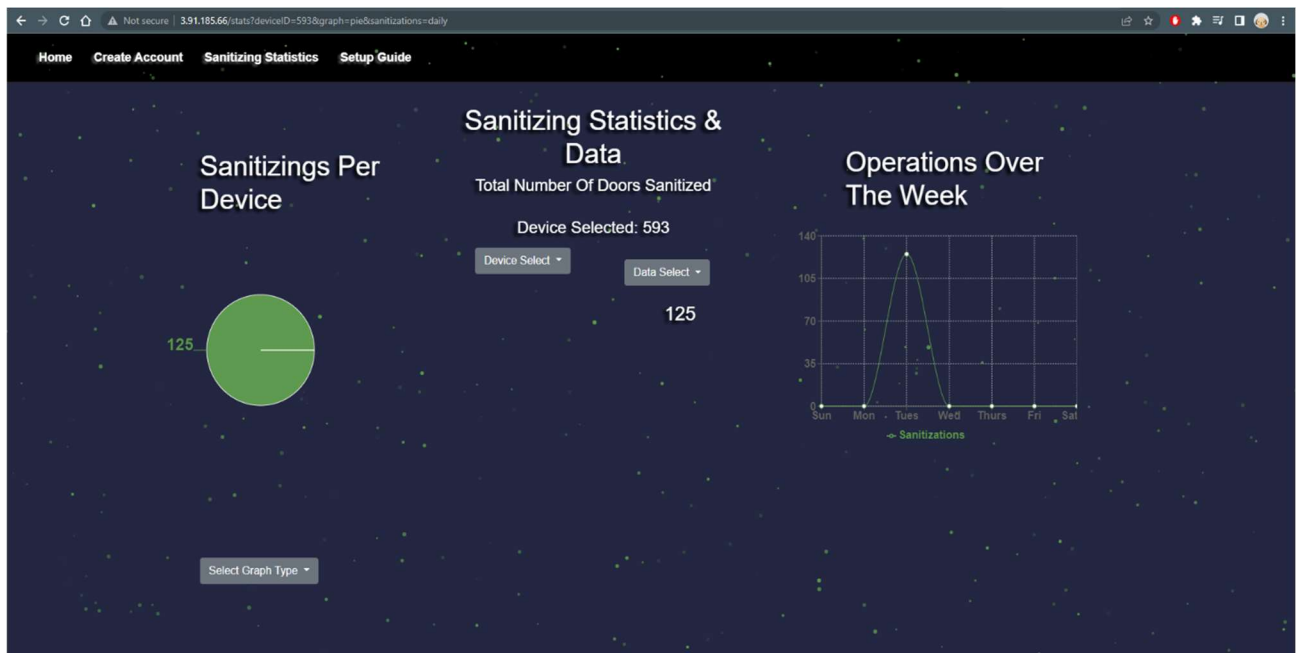 Not secure
3.91.185.66/stats?deviceID=593&graph=pie&sanitizations=daily
Home
Create Account
Sanitizing Statistics
Setup Guide
Sanitizings Per
Device
125
Select Graph Type
Sanitizing Statistics &
Data
Total Number Of Doors Sanitized
Device Selected: 593
Device Select
Data Select
125
Operations Over
The Week
140
105
70
35
0
Sun Mon Tues Wed Thurs Fri Sat
Sanitizations